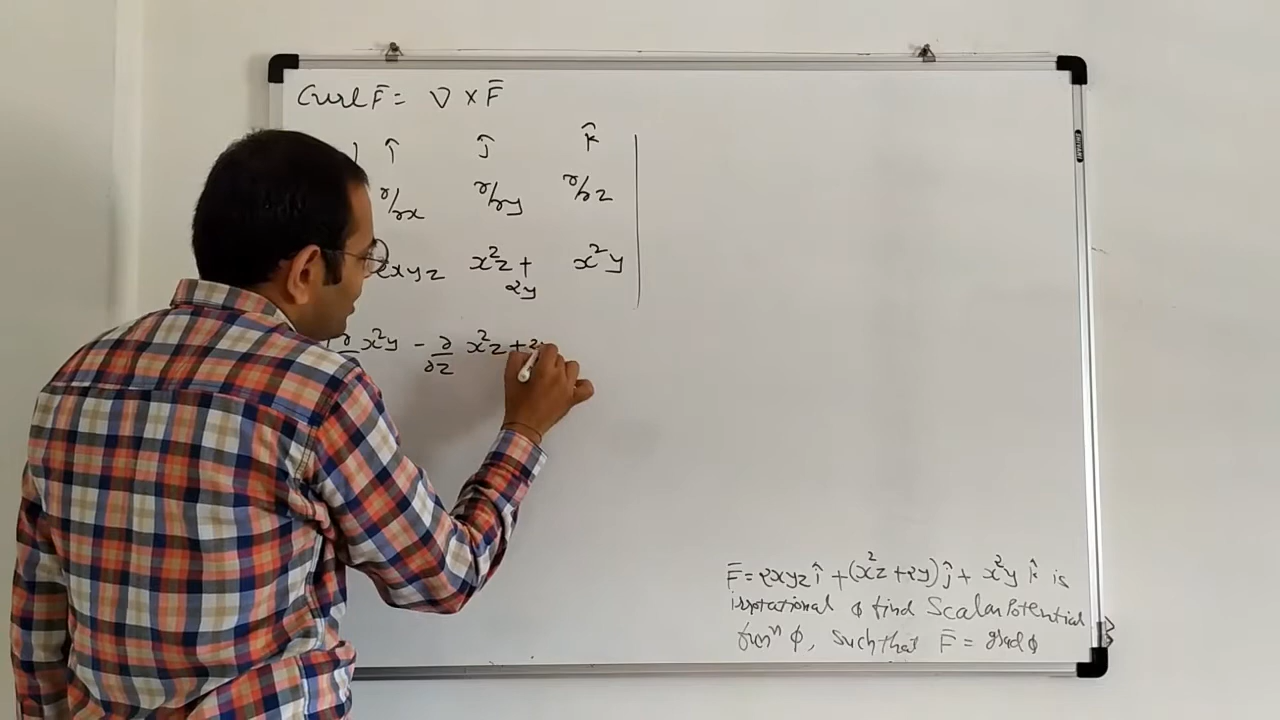 Curl F̄ = ∇ × F̄
î ĵ k̂
∂/∂x ∂/∂y ∂/∂z
2xyz x²z + 2y x²y
∂ x²y - ∂/∂z x²z + 2y
F̄ = 2xyz î + (x²z + 2y) ĵ + x²y k̂ is
irrotational & find Scalar Potential
funⁿ φ, such that F̄ = grad φ